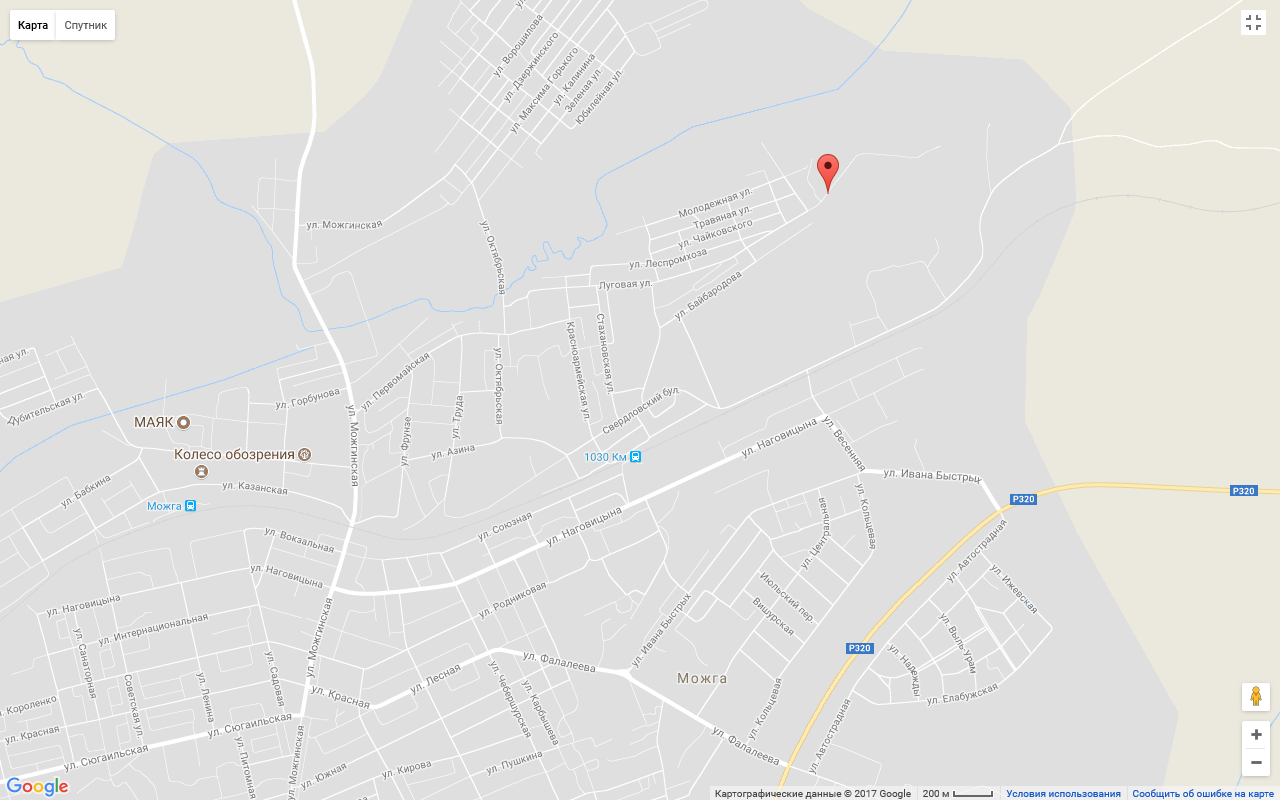 Карта
Спутник
ул. Ворошилова
ул. Дзержинского
ул. Максима Горького
ул. Калинина
Зеленая ул.
Юбилейная ул.
ул. Можгинская
ул. Октябрьская
Молодежная ул.
Травяная ул.
ул. Чайковского
ул. Леспромхоза
Луговая ул.
ул. Байбародова
Красноармейская ул.
Стахановская ул.
ная ул.
Дубительская ул.
ул. Первомайская
ул. Октябрьская
ул. Горбунова
ул. Можгинская
ул. Фрунзе
ул. Труда
Свердловский бул.
МАЯК
Колесо обозрения
ул. Азина
1030 Км
ул. Наговицына
ул. Весенняя
ул. Ивана Быстрьц
ул. Бабкина
ул. Казанская
Можга
Р320
Р320
ул. Союзная
ул. Наговицына
ул. Центральная
ул. Кольцевая
ул. Автострадная
ул. Вокзальная
ул. Наговицына
ул. Наговицына
ул. Родниковая
Июльский пер.
Вишурская
ул. Ижевская
ул. Интернациональная
ул. Можгинская
ул. Ивана Быстрых
ул. Выль-Урам
Р320
ул. Надежды
ул. Санаторная
ул. Садовая
ул. Фалалеева
ул. Лесная
Можга
ул. Елабужская
Советская ул.
ул. Ленина
ул. Красная
ул. Чебершурская
ул. Карбышева
ул. Кольцевая
ул. Автострадная
ул. Короленко
ул. Красная
ул. Сюгаильская
ул. Сюгаильская
ул. Питомная
ул. Можгинская
ул. Южная
ул. Кирова
ул. Пушкина
ул. Фалалеева
Google
Картографические данные © 2017 Google
200 м
Условия использования
Сообщить об ошибке на карте